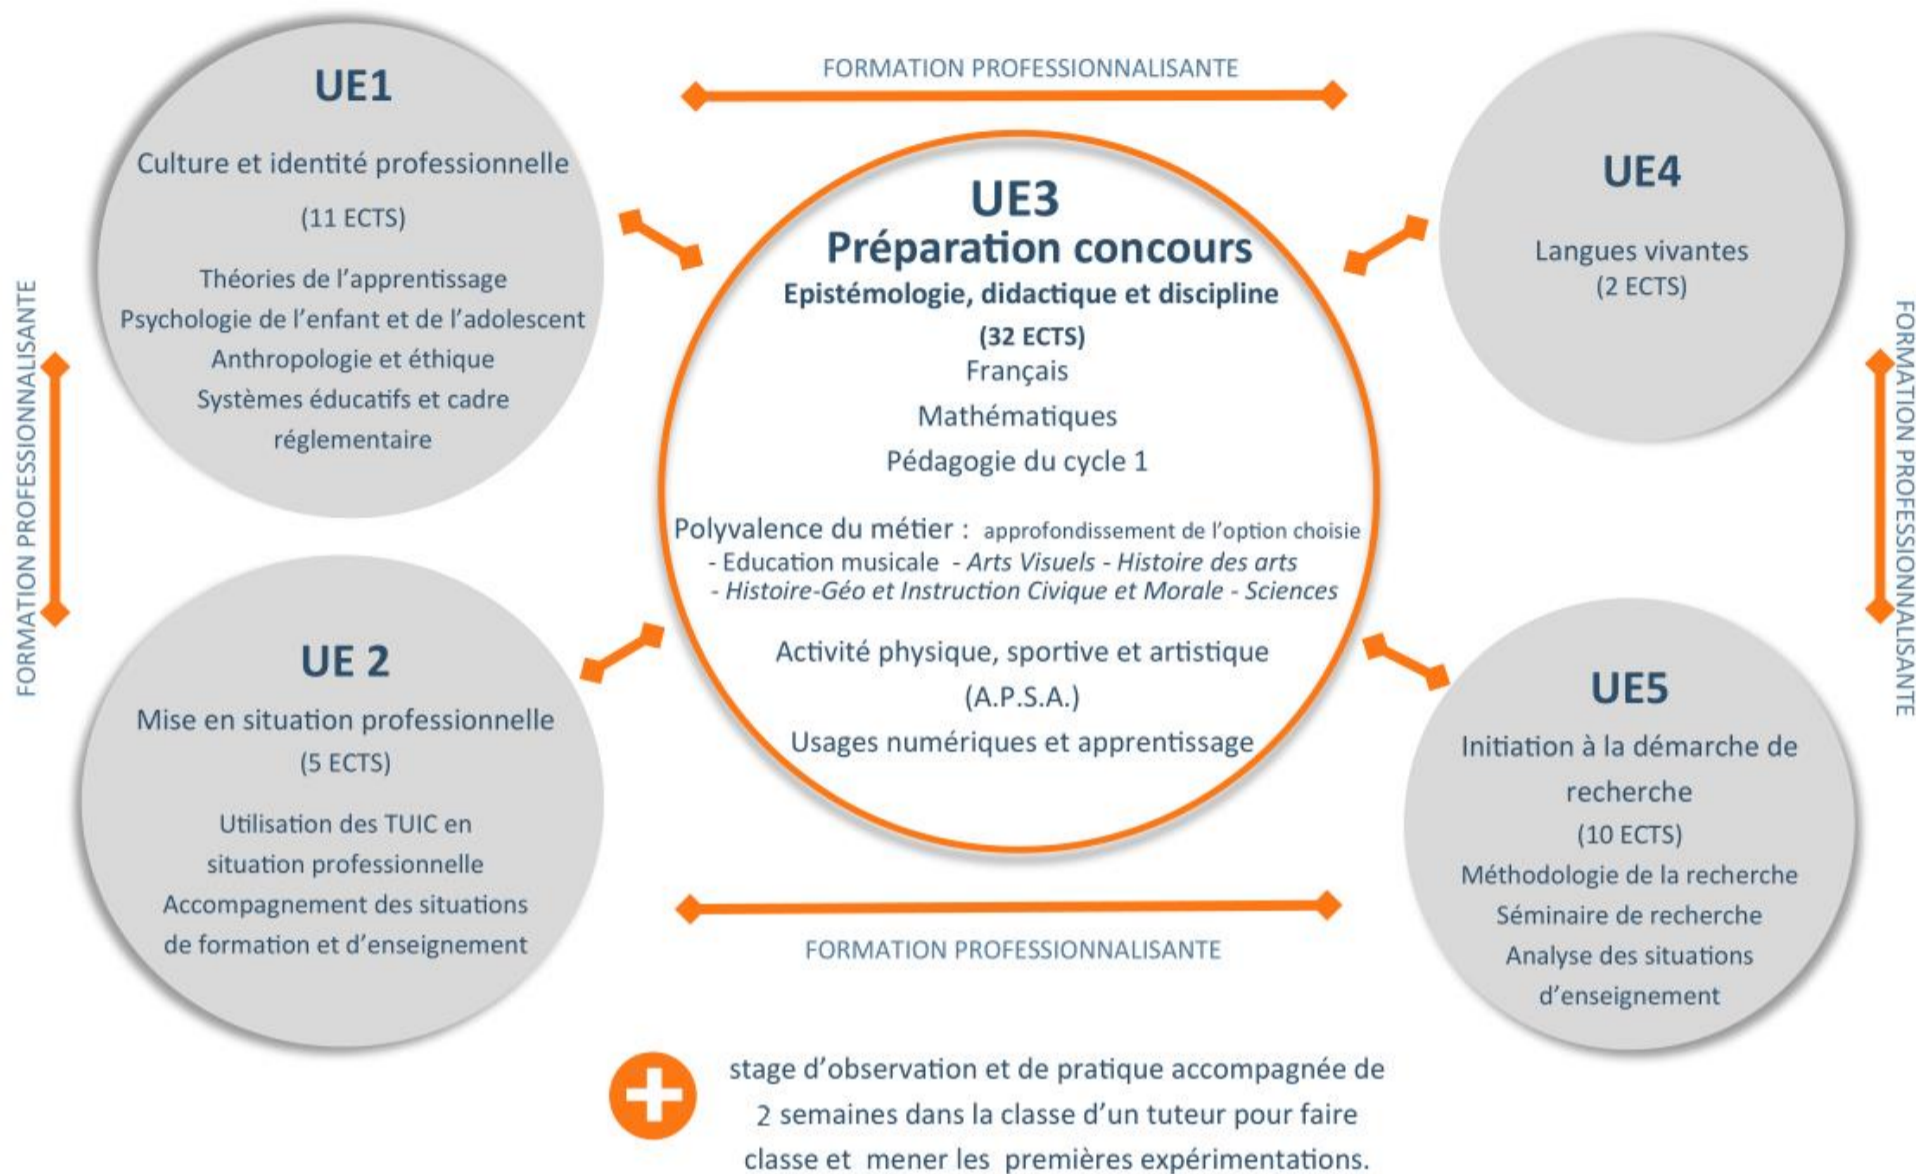 UE1
Culture et identité professionnelle
(11 ECTS)
Théories de l’apprentissage
Psychologie de l’enfant et de l’adolescent
Anthropologie et éthique
Systèmes éducatifs et cadre
réglementaire
FORMATION PROFESSIONNALISANTE
UE4
Langues vivantes
(2 ECTS)
UE3
Préparation concours
Epistémologie, didactique et discipline
(32 ECTS)
Français
Mathématiques
Pédagogie du cycle 1
Polyvalence du métier : approfondissement de l’option choisie
- Education musicale - Arts Visuels - Histoire des arts
- Histoire-Géo et Instruction Civique et Morale - Sciences
Activité physique, sportive et artistique
(A.P.S.A.)
Usages numériques et apprentissage
FORMATION PROFESSIONNALISANTE
FORMATION PROFESSIONNALISANTE
UE 2
Mise en situation professionnelle
(5 ECTS)
Utilisation des TUIC en
situation professionnelle
Accompagnement des situations
de formation et d’enseignement
UE5
Initiation à la démarche de
recherche
(10 ECTS)
Méthodologie de la recherche
Séminaire de recherche
Analyse des situations
d’enseignement
FORMATION PROFESSIONNALISANTE
stage d’observation et de pratique accompagnée de
2 semaines dans la classe d’un tuteur pour faire
classe et mener les premières expérimentations.